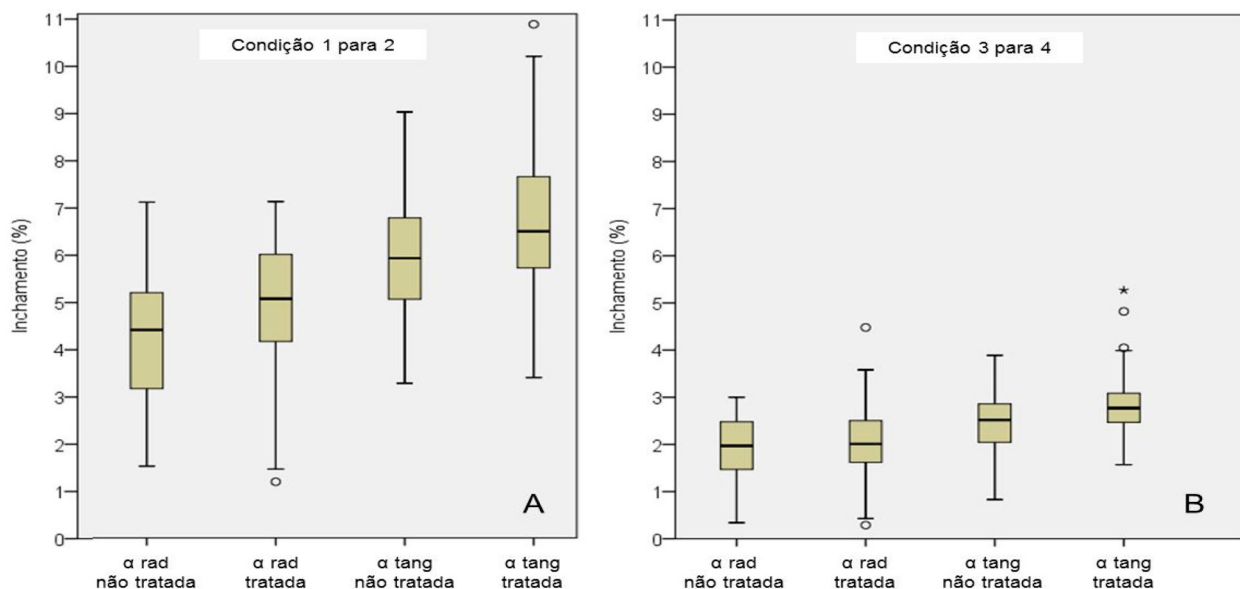 Condição 1 para 2
Inchamento (%)
11
10
9
8
7
6
5
4
3
2
1
0
A
α rad
não tratada
α rad
tratada
α tang
não tratada
α tang
tratada
Condição 3 para 4
Inchamento (%)
11
10
9
8
7
6
5
4
3
2
1
0
B
α rad
não tratada
α rad
tratada
α tang
não tratada
α tang
tratada